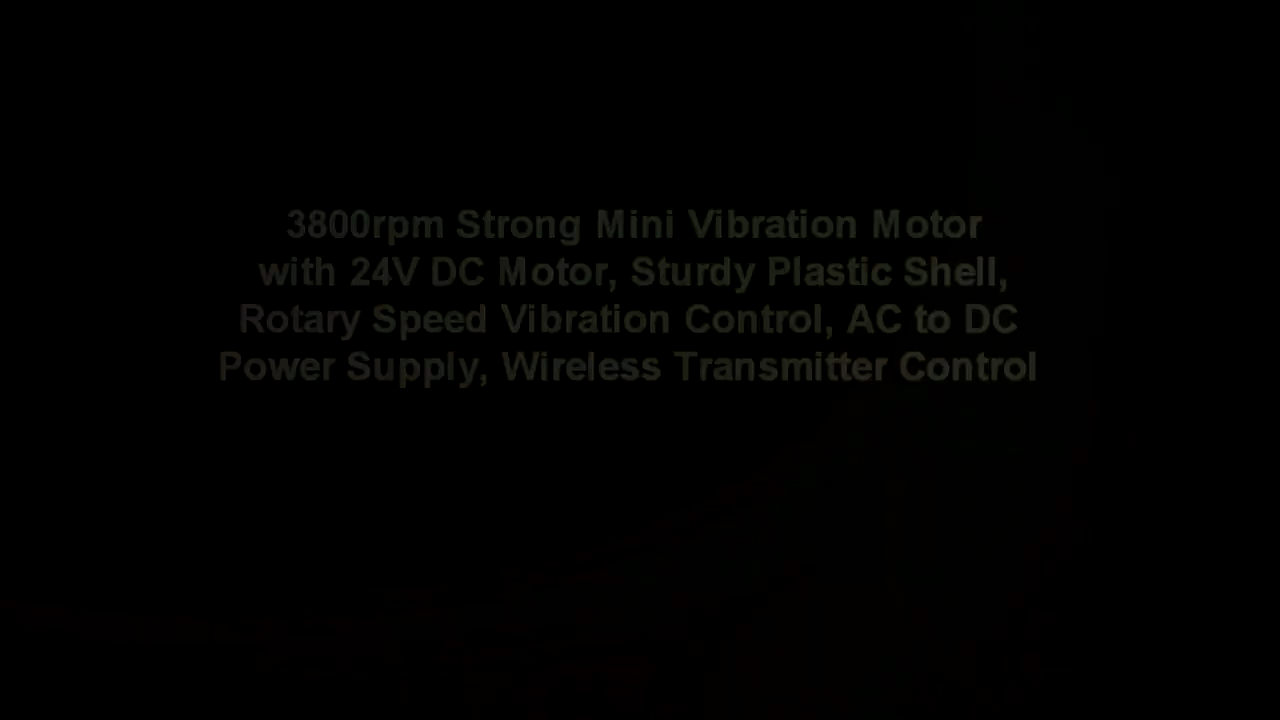 3800rpm Strong Mini Vibration Motor
with 24V DC Motor, Sturdy Plastic Shell,
Rotary Speed Vibration Control, AC to DC
Power Supply, Wireless Transmitter Control